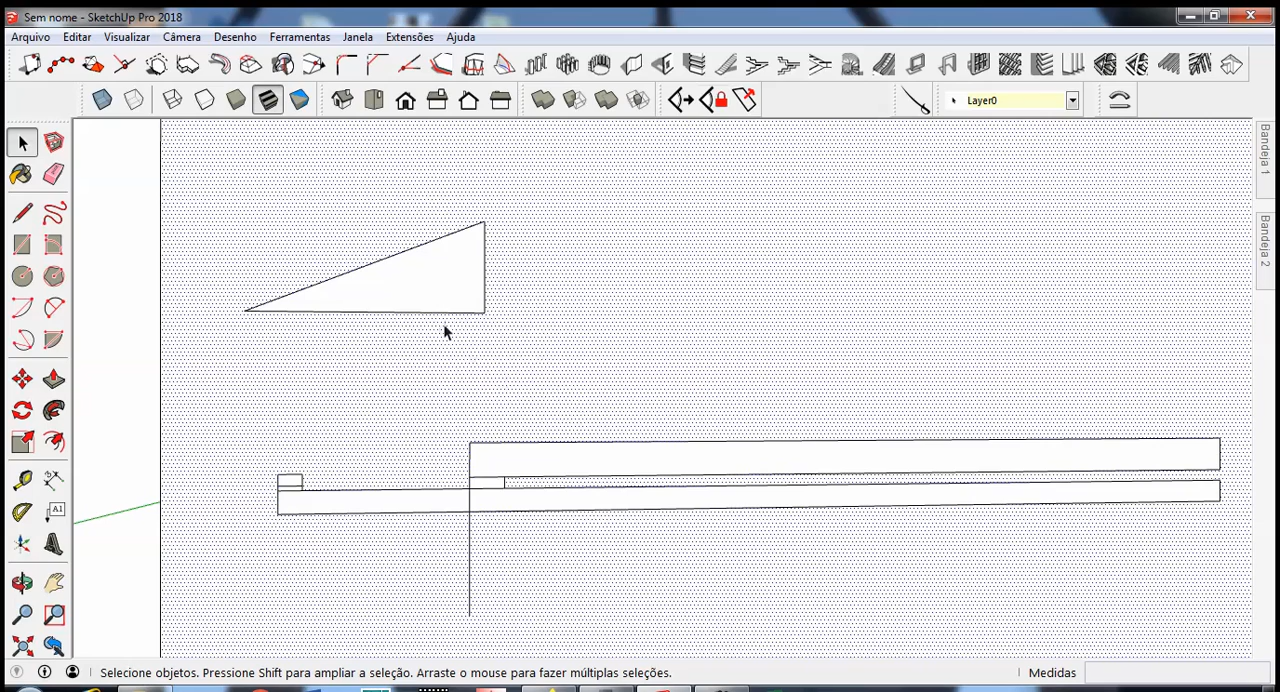 Sem nome - SketchUp Pro 2018
Arquivo Editar Visualizar Câmera Desenho Ferramentas Janela Extensões Ajuda
Layer0
Bandeja 1
Bandeja 2
A1
Selecione objetos. Pressione Shift para ampliar a seleção. Arraste o mouse para fazer múltiplas seleções.
Medidas